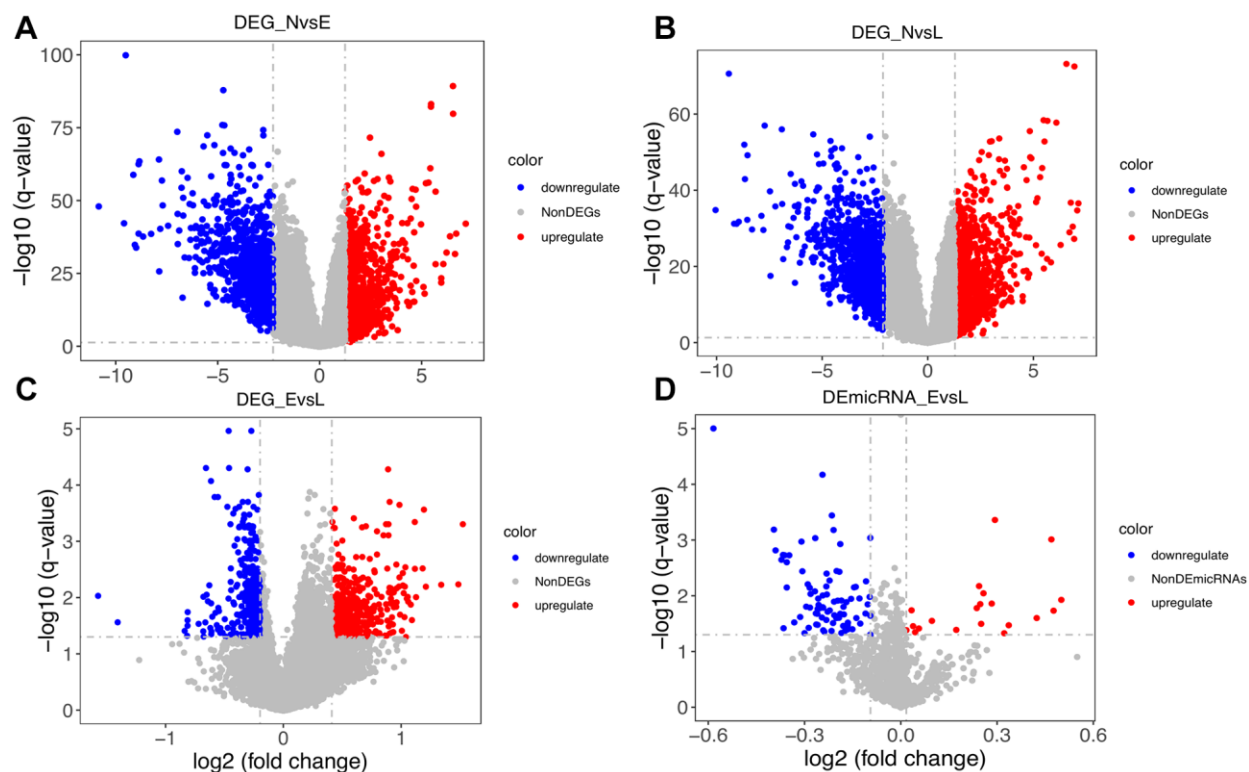 A
DEG_NvsE
−log10 (q−value)
100
75
50
25
0
−10
−5
0
5
color
downregulate
NonDEGs
upregulate
B
DEG_NvsL
−log10 (q−value)
60
40
20
0
−10
−5
0
5
color
downregulate
NonDEGs
upregulate
C
DEG_EvsL
−log10 (q−value)
5
4
3
2
1
0
−1
0
1
log2 (fold change)
color
downregulate
NonDEGs
upregulate
D
DEmicRNA_EvsL
−log10 (q−value)
5
4
3
2
1
0
−0.6
−0.3
0.0
0.3
0.6
log2 (fold change)
color
downregulate
NonDEmicRNAs
upregulate